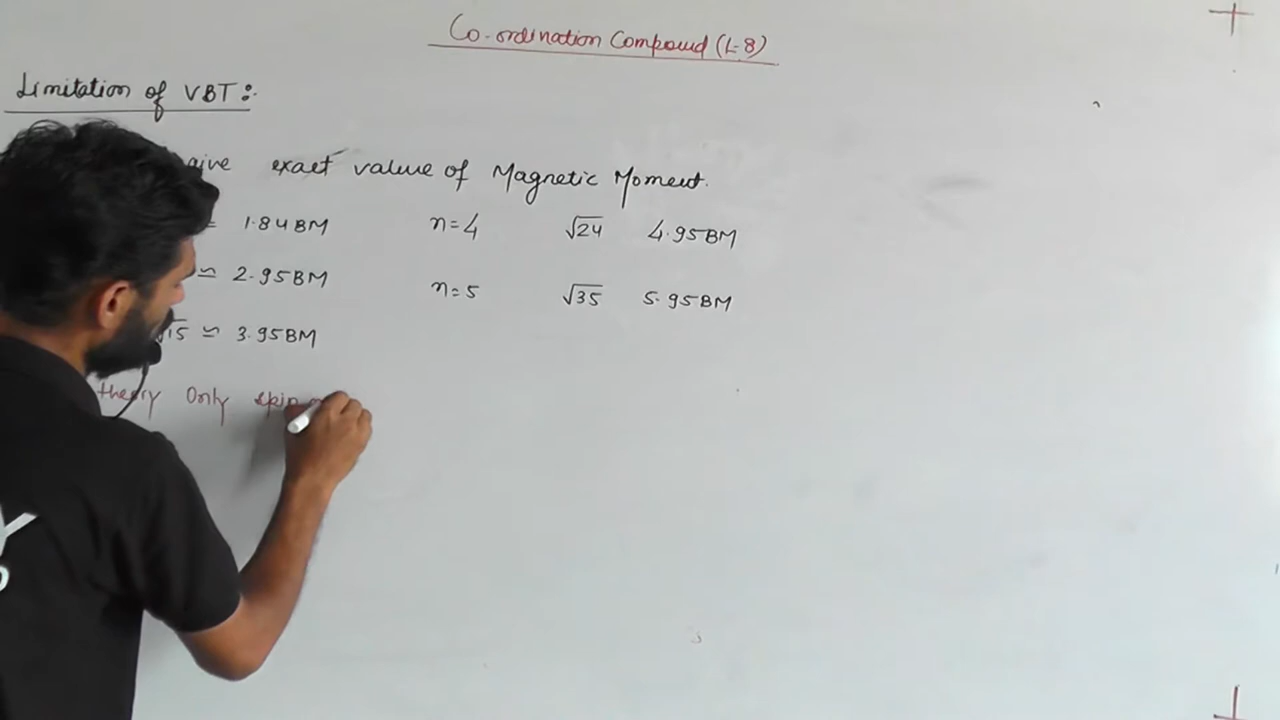 Co-ordination Compound (L-8)
Limitation of VBT :-
give exact value of Magnetic Moment.
= 1.84 BM n=4 √24 4.95 BM
≃ 2.95 BM n=5 √35 5.95 BM
√15 ≃ 3.95 BM
theory Only spin